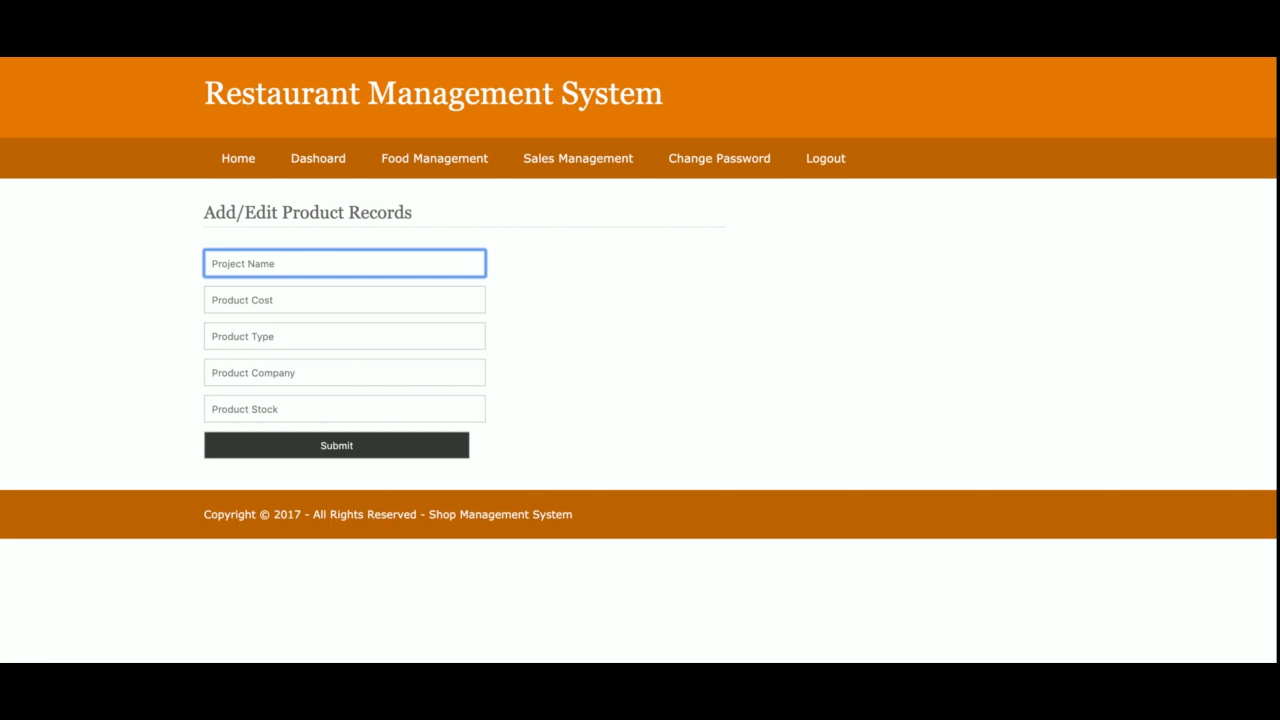 Restaurant Management System
Home Dashoard Food Management Sales Management Change Password Logout
Add/Edit Product Records
Project Name
Product Cost
Product Type
Product Company
Product Stock
Submit
Copyright © 2017 - All Rights Reserved - Shop Management System